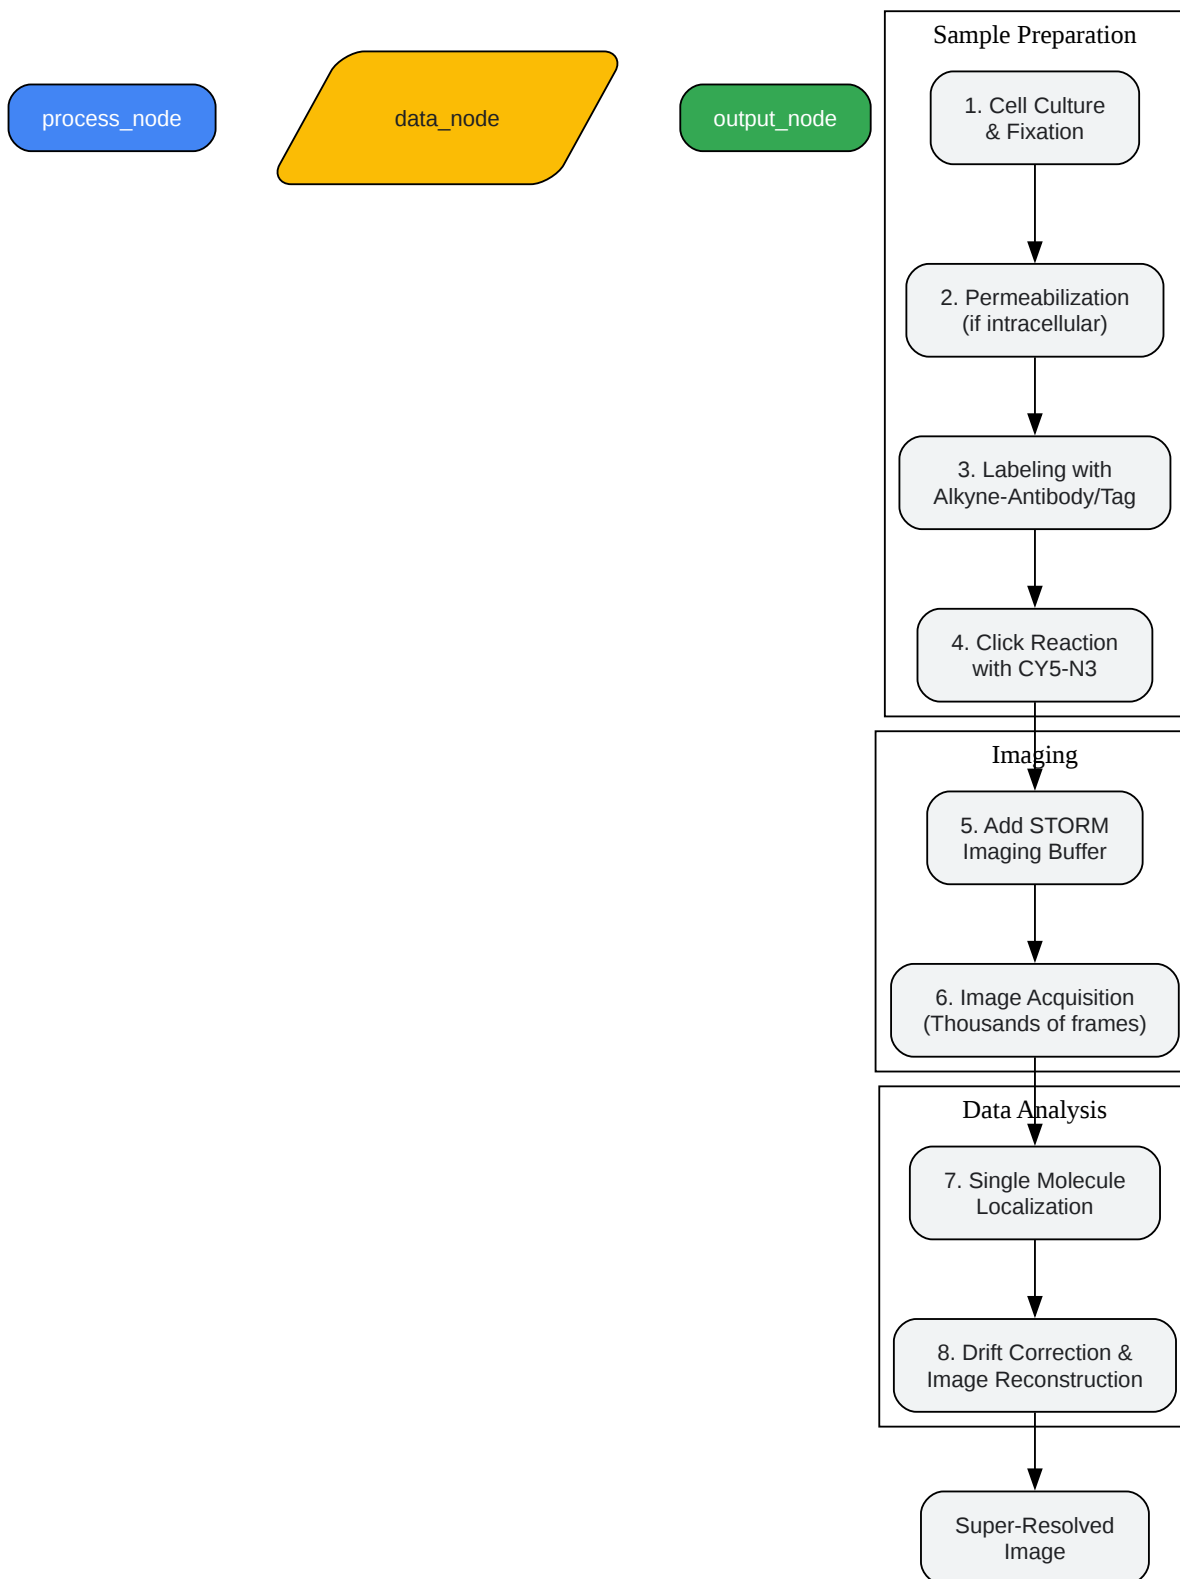 process_node
data_node
output_node
Sample Preparation
1. Cell Culture
& Fixation
2. Permeabilization
(if intracellular)
3. Labeling with
Alkyne-Antibody/Tag
4. Click Reaction
with CY5-N3
Imaging
5. Add STORM
Imaging Buffer
6. Image Acquisition
(Thousands of frames)
Data Analysis
7. Single Molecule
Localization
8. Drift Correction &
Image Reconstruction
Super-Resolved
Image